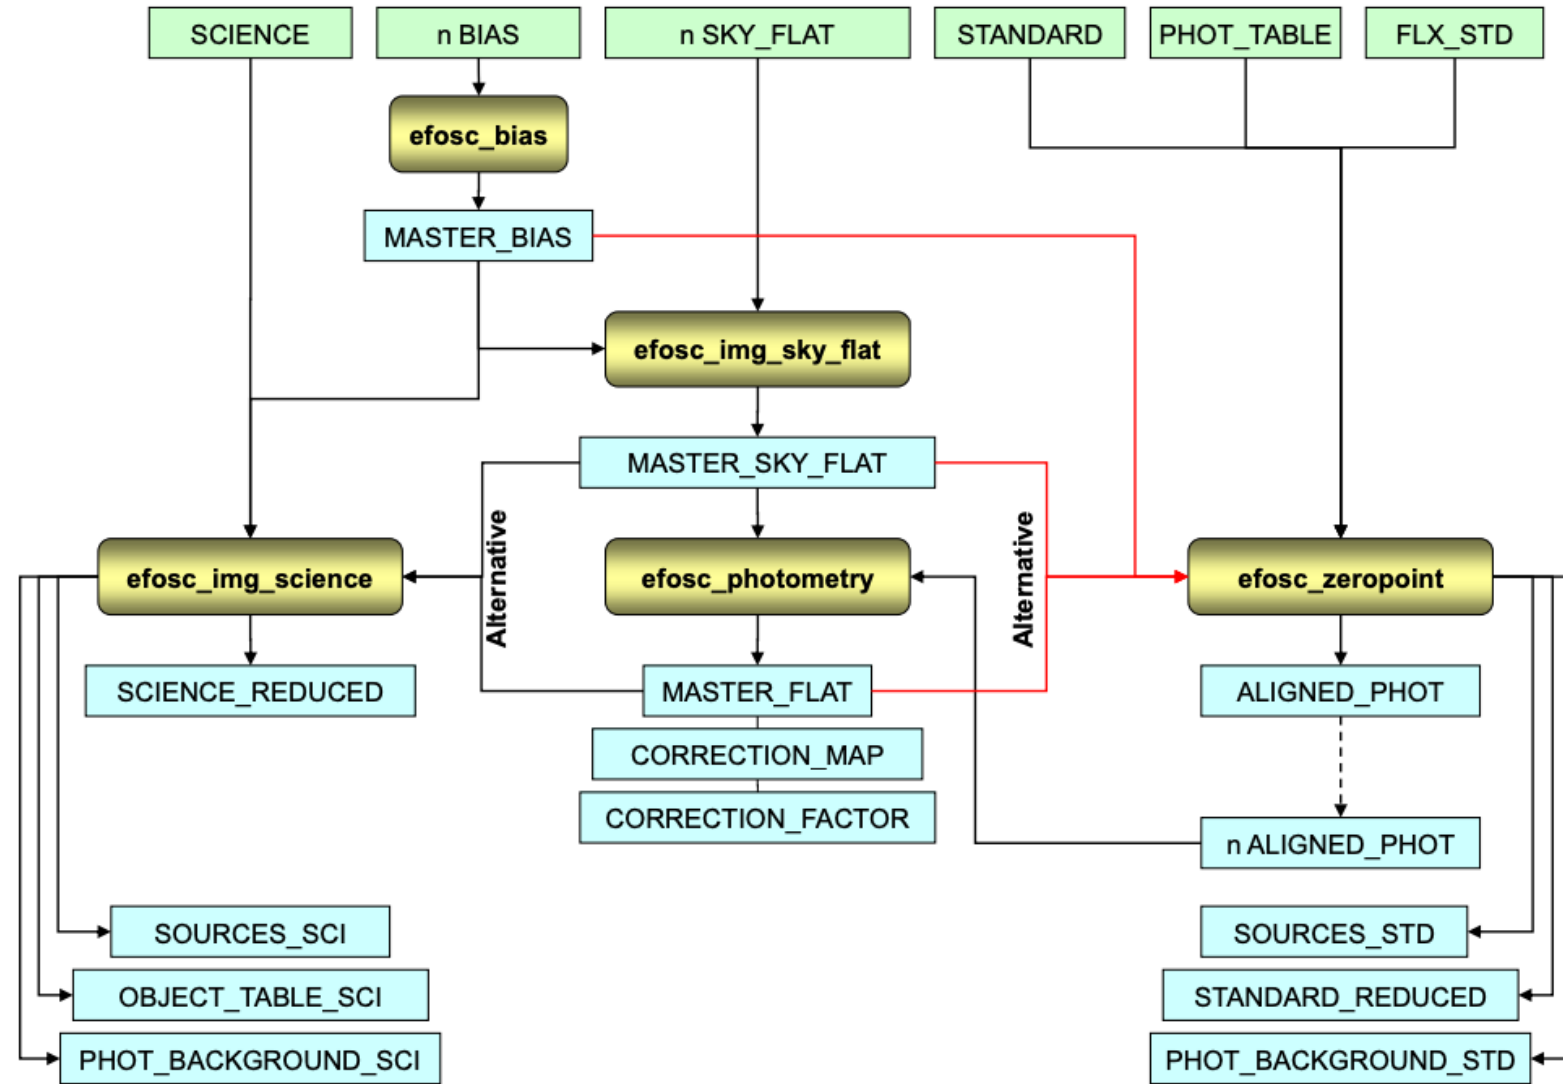 SCIENCE
n BIAS
n SKY_FLAT
STANDARD
PHOT_TABLE
FLX_STD
efosc_bias
MASTER_BIAS
efosc_img_sky_flat
MASTER_SKY_FLAT
Alternative
Alternative
efosc_img_science
efosc_photometry
efosc_zeropoint
SCIENCE_REDUCED
MASTER_FLAT
ALIGNED_PHOT
CORRECTION_MAP
CORRECTION_FACTOR
n ALIGNED_PHOT
SOURCES_SCI
SOURCES_STD
OBJECT_TABLE_SCI
STANDARD_REDUCED
PHOT_BACKGROUND_SCI
PHOT_BACKGROUND_STD